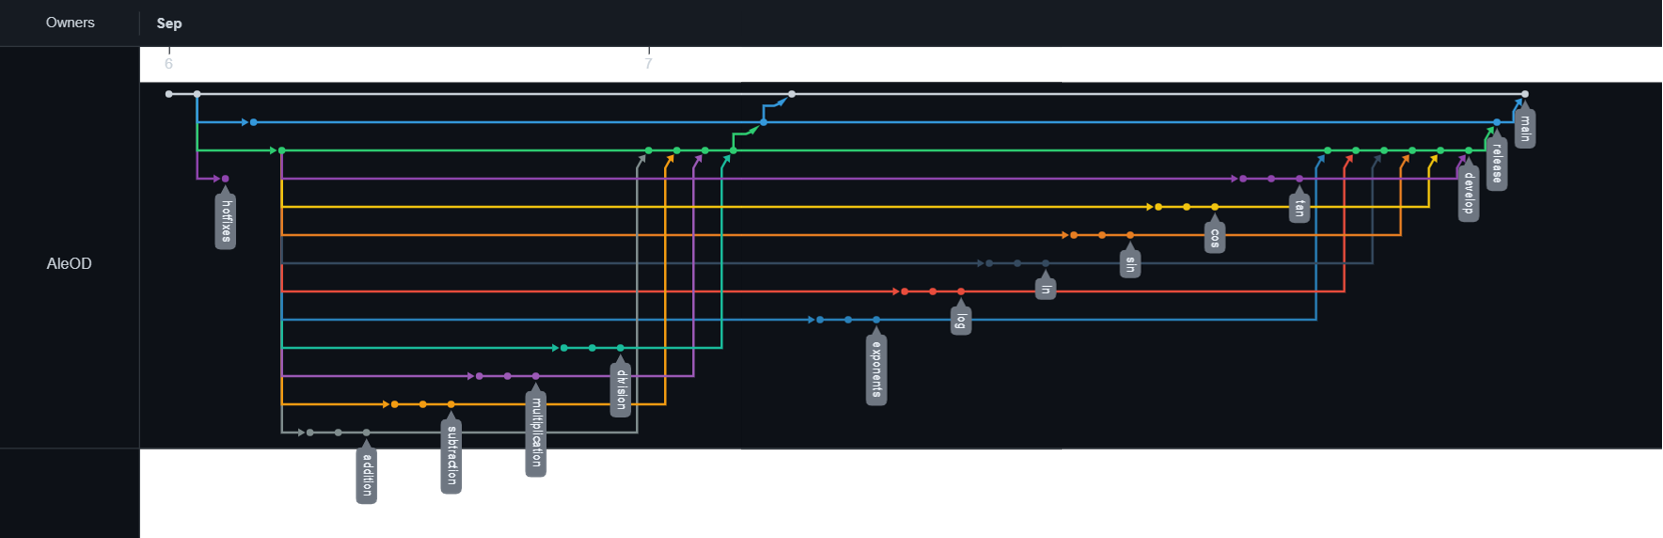 Owners
Sep
6
7
AleOD
main
release
develop
hotfixes
tan
cos
sin
ln
log
exponents
division
multiplication
subtraction
addition